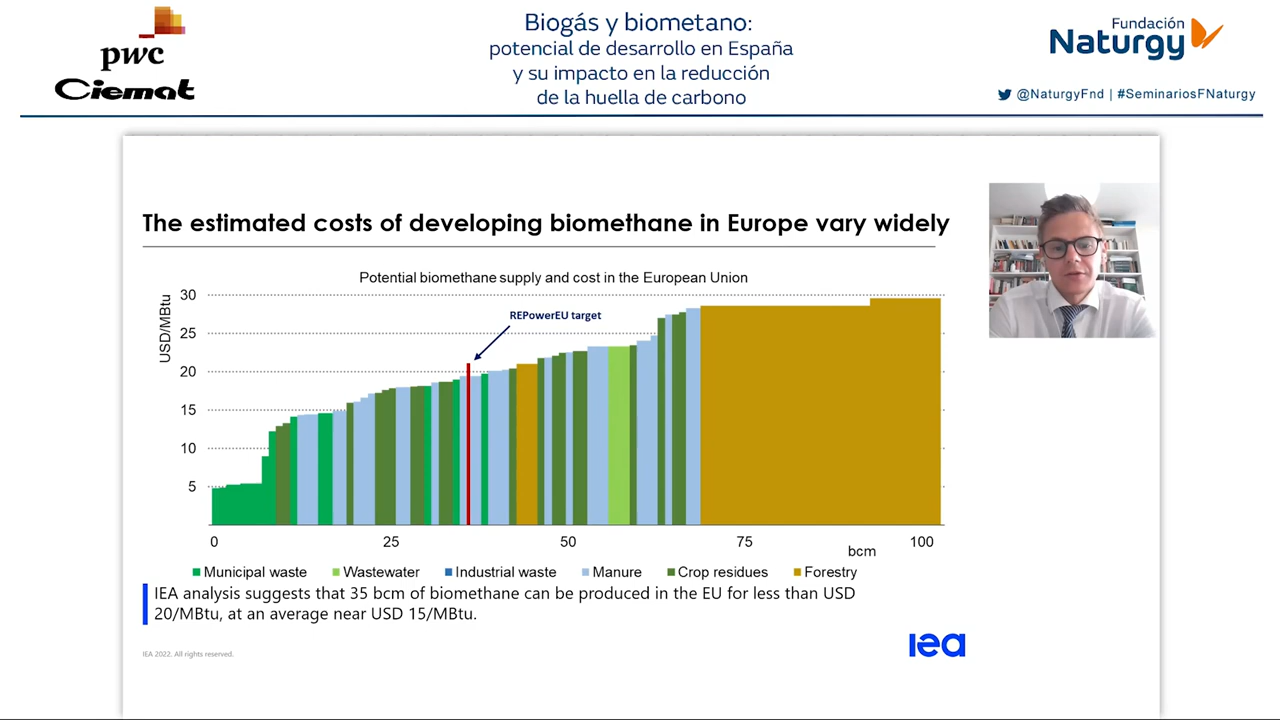 pwc
Ciemat
Biogás y biometano:
potencial de desarrollo en España
y su impacto en la reducción
de la huella de carbono
Fundación
Naturgy
@NaturgyFnd | #SeminariosFNaturgy
The estimated costs of developing biomethane in Europe vary widely
Potential biomethane supply and cost in the European Union
USD/MBtu
30
25
20
15
10
5
REPowerEU target
0 25 50 75 100
bcm
Municipal waste Wastewater Industrial waste Manure Crop residues Forestry
IEA analysis suggests that 35 bcm of biomethane can be produced in the EU for less than USD
20/MBtu, at an average near USD 15/MBtu.
IEA 2022. All rights reserved.
iea